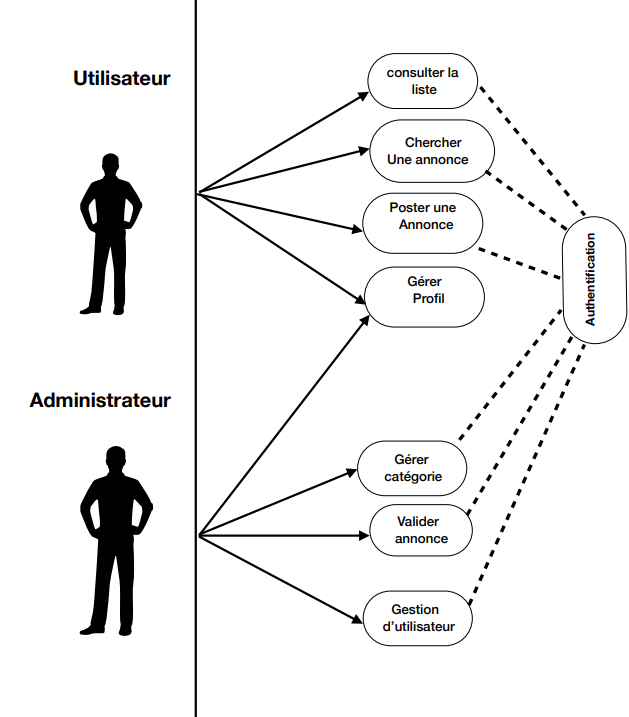 Utilisateur
consulter la
liste
Chercher
Une annonce
Poster une
Annonce
Gérer
Profil
Authentification
Administrateur
Gérer
catégorie
Valider
annonce
Gestion
d'utilisateur